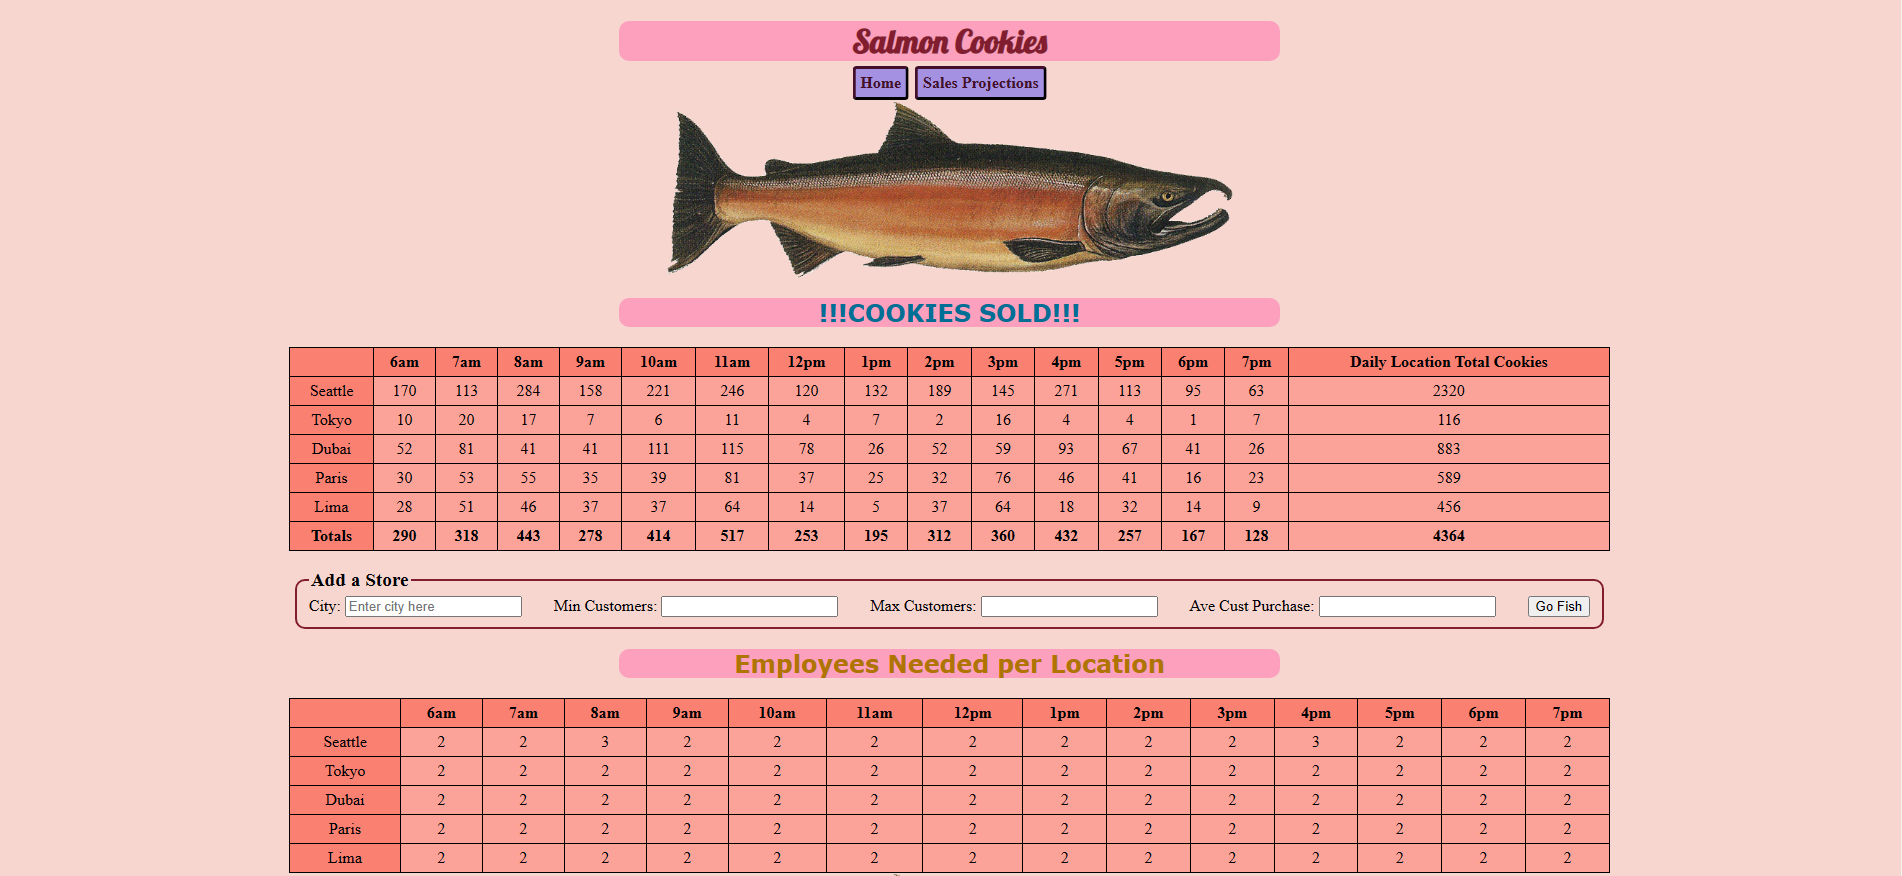 Salmon Cookies
Home Sales Projections
!!!COOKIES SOLD!!!
6am 7am 8am 9am 10am 11am 12pm 1pm 2pm 3pm 4pm 5pm 6pm 7pm Daily Location Total Cookies
Seattle 170 113 284 158 221 246 120 132 189 145 271 113 95 63 2320
Tokyo 10 20 17 7 6 11 4 7 2 16 4 4 1 7 116
Dubai 52 81 41 41 111 115 78 26 52 59 93 67 41 26 883
Paris 30 53 55 35 39 81 37 25 32 76 46 41 16 23 589
Lima 28 51 46 37 37 64 14 5 37 64 18 32 14 9 456
Totals 290 318 443 278 414 517 253 195 312 360 432 257 167 128 4364
Add a Store
City: Enter city here Min Customers: Max Customers: Ave Cust Purchase: Go Fish
Employees Needed per Location
6am 7am 8am 9am 10am 11am 12pm 1pm 2pm 3pm 4pm 5pm 6pm 7pm
Seattle 2 2 3 2 2 2 2 2 2 2 3 2 2 2
Tokyo 2 2 2 2 2 2 2 2 2 2 2 2 2 2
Dubai 2 2 2 2 2 2 2 2 2 2 2 2 2 2
Paris 2 2 2 2 2 2 2 2 2 2 2 2 2 2
Lima 2 2 2 2 2 2 2 2 2 2 2 2 2 2